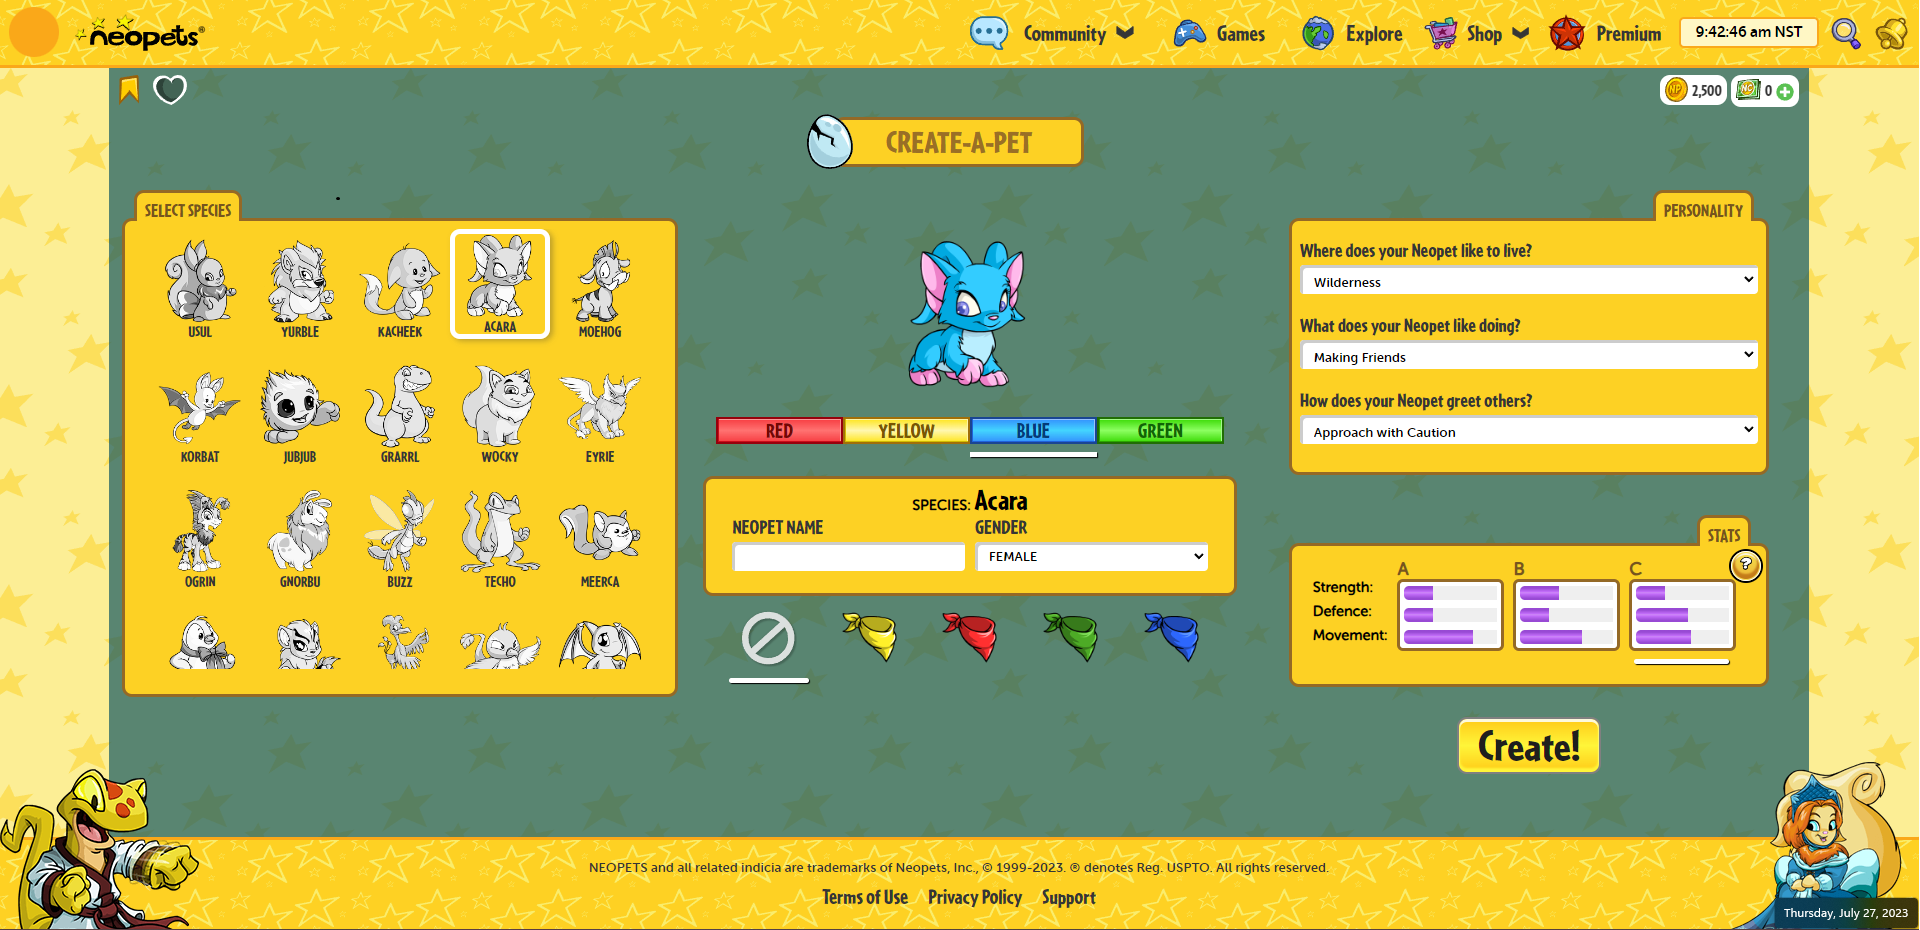 neopets®
Community
Games
Explore
Shop
Premium
9:42:46 am NST
NP
2,500
NC
0
CREATE-A-PET
SELECT SPECIES
USUL
YURBLE
KACHEEK
ACARA
MOEHOG
KORBAT
JUBJUB
GRARRL
WOCKY
EYRIE
OGRIN
GNORBU
BUZZ
TECHO
MEERCA
RED
YELLOW
BLUE
GREEN
SPECIES: Acara
NEOPET NAME
GENDER
FEMALE
PERSONALITY
Where does your Neopet like to live?
Wilderness
What does your Neopet like doing?
Making Friends
How does your Neopet greet others?
Approach with Caution
STATS
?
A
B
C
Strength:
Defence:
Movement:
Create!
NEOPETS and all related indicia are trademarks of Neopets, Inc., © 1999-2023. ® denotes Reg. USPTO. All rights reserved.
Terms of Use
Privacy Policy
Support
Thursday, July 27, 2023